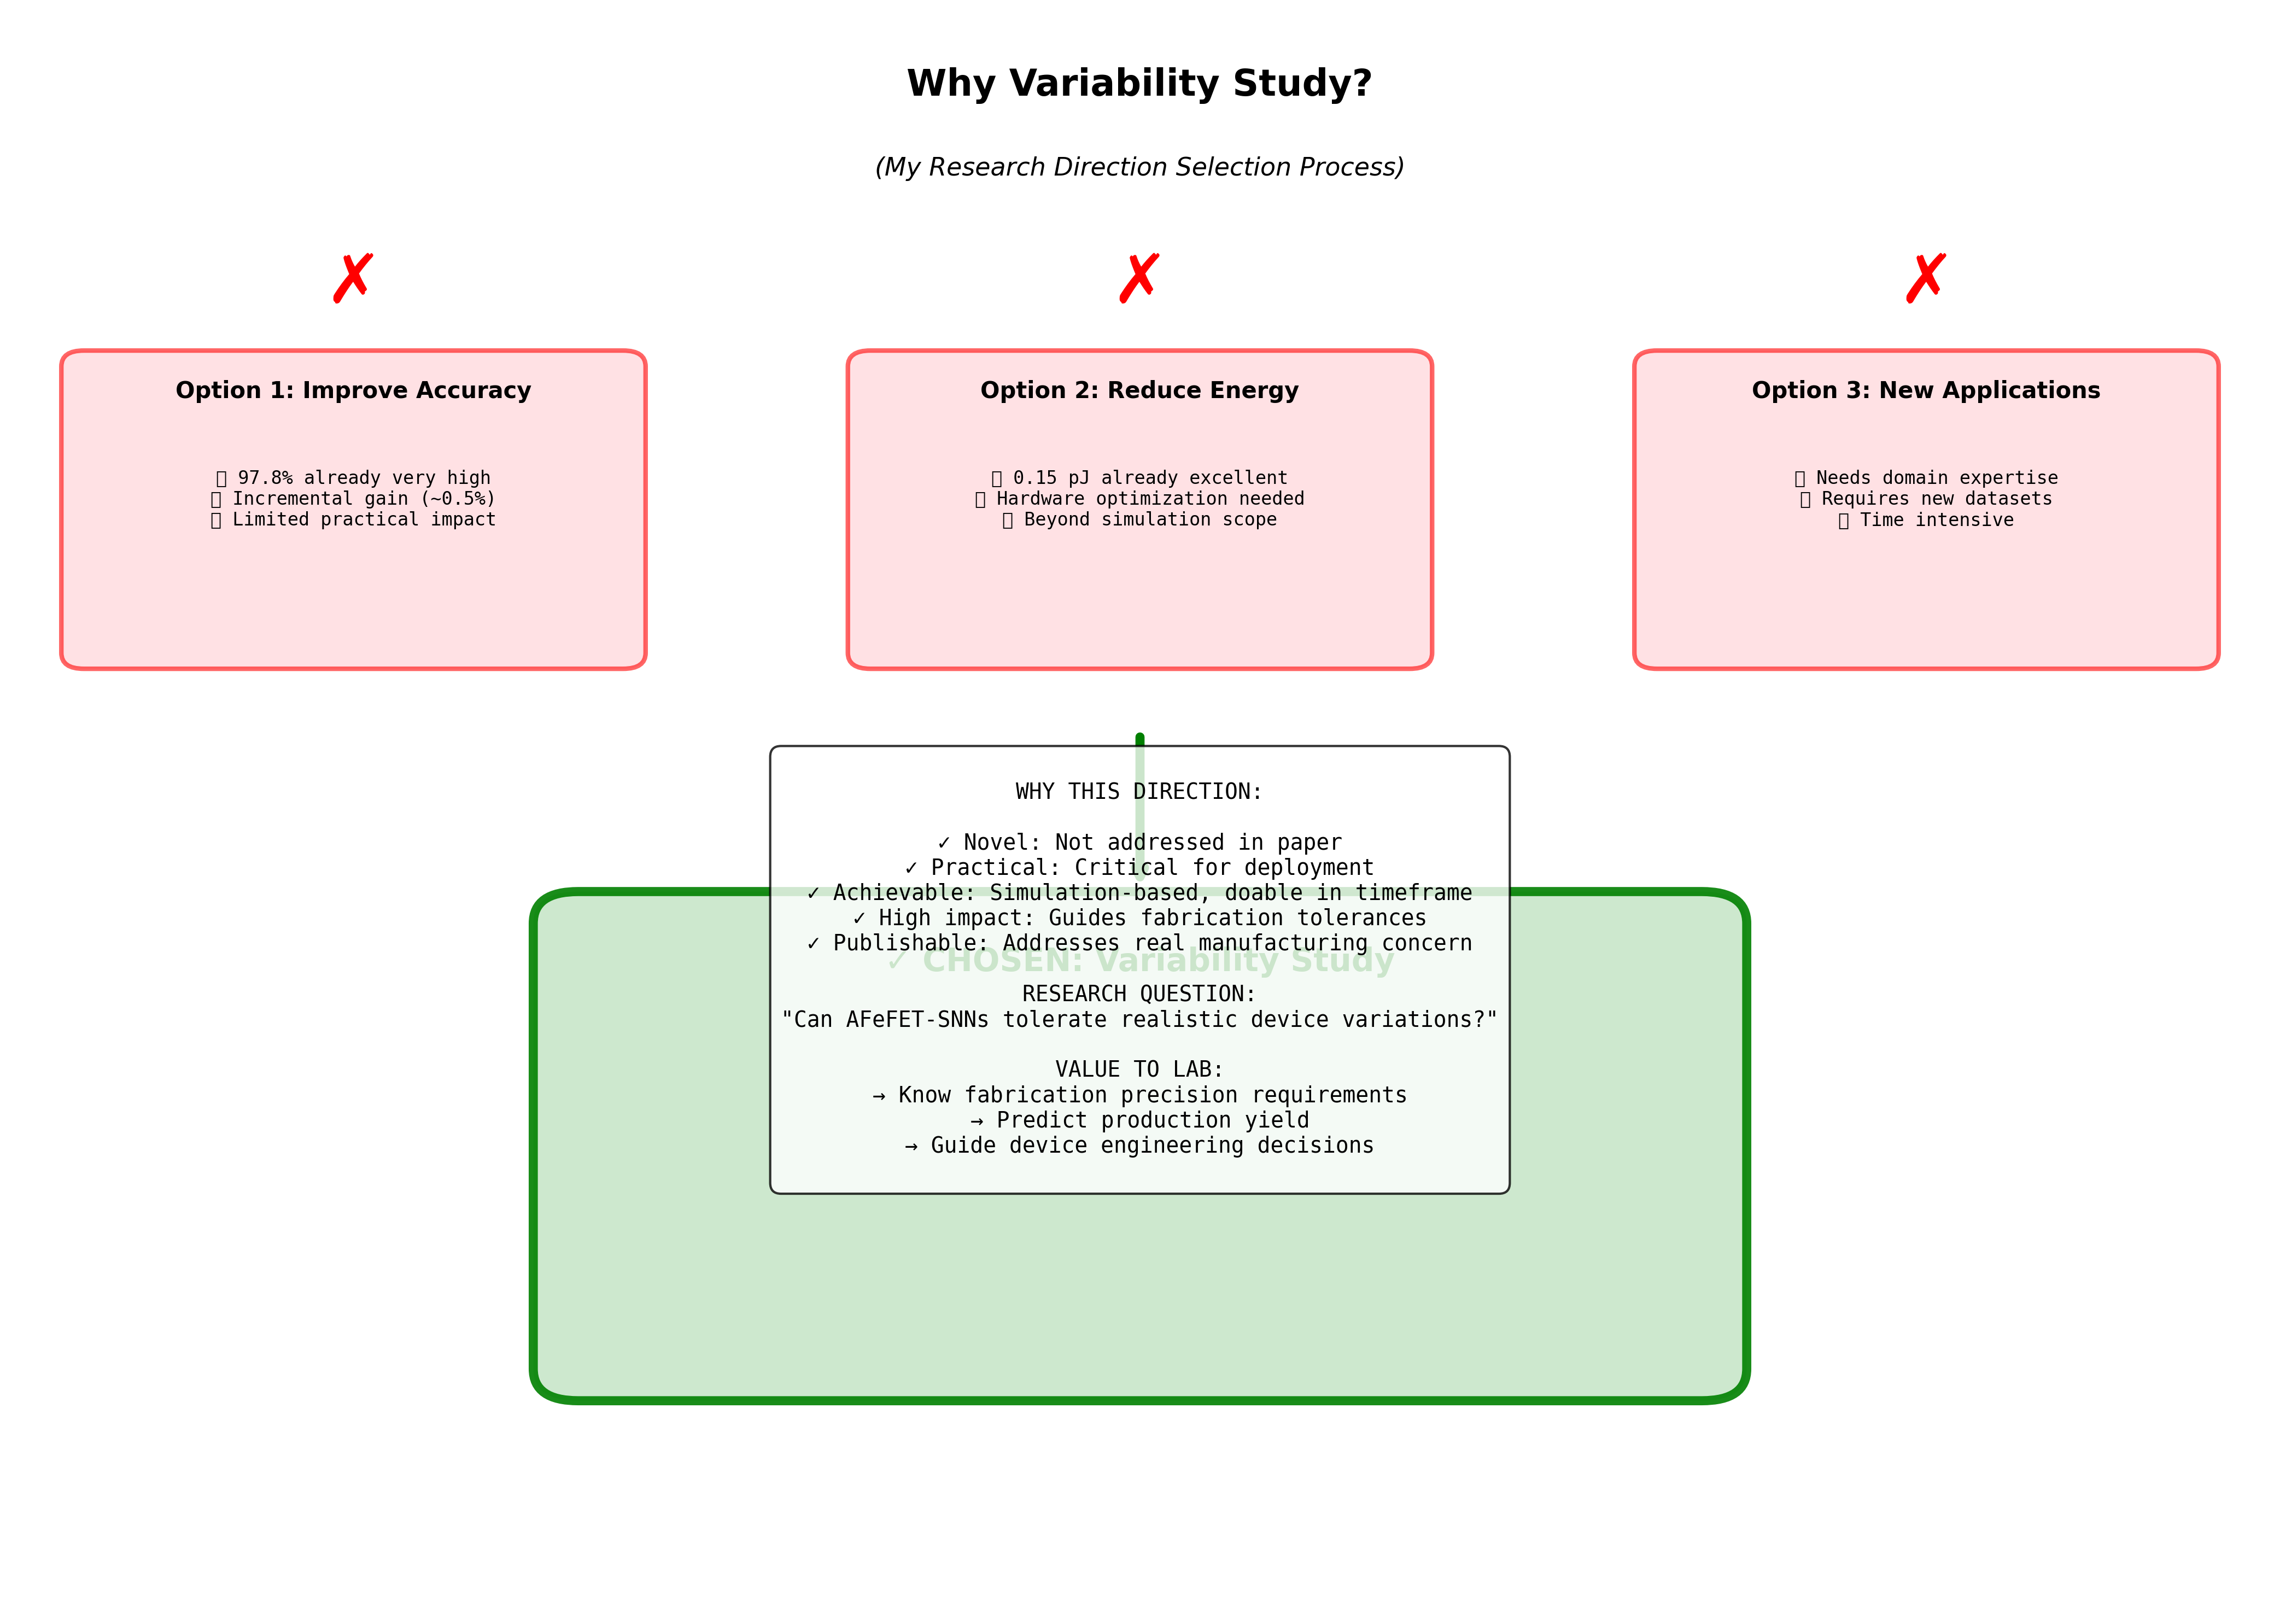 Why Variability Study?
(My Research Direction Selection Process)
✗ ✗ ✗
Option 1: Improve Accuracy
▯ 97.8% already very high
▯ Incremental gain (~0.5%)
▯ Limited practical impact
Option 2: Reduce Energy
▯ 0.15 pJ already excellent
▯ Hardware optimization needed
▯ Beyond simulation scope
Option 3: New Applications
▯ Needs domain expertise
▯ Requires new datasets
▯ Time intensive
WHY THIS DIRECTION:
✓ Novel: Not addressed in paper
✓ Practical: Critical for deployment
✓ Achievable: Simulation-based, doable in timeframe
✓ High impact: Guides fabrication tolerances
✓ Publishable: Addresses real manufacturing concern
✓ CHOSEN: Variability Study
RESEARCH QUESTION:
"Can AFeFET-SNNs tolerate realistic device variations?"
VALUE TO LAB:
→ Know fabrication precision requirements
→ Predict production yield
→ Guide device engineering decisions